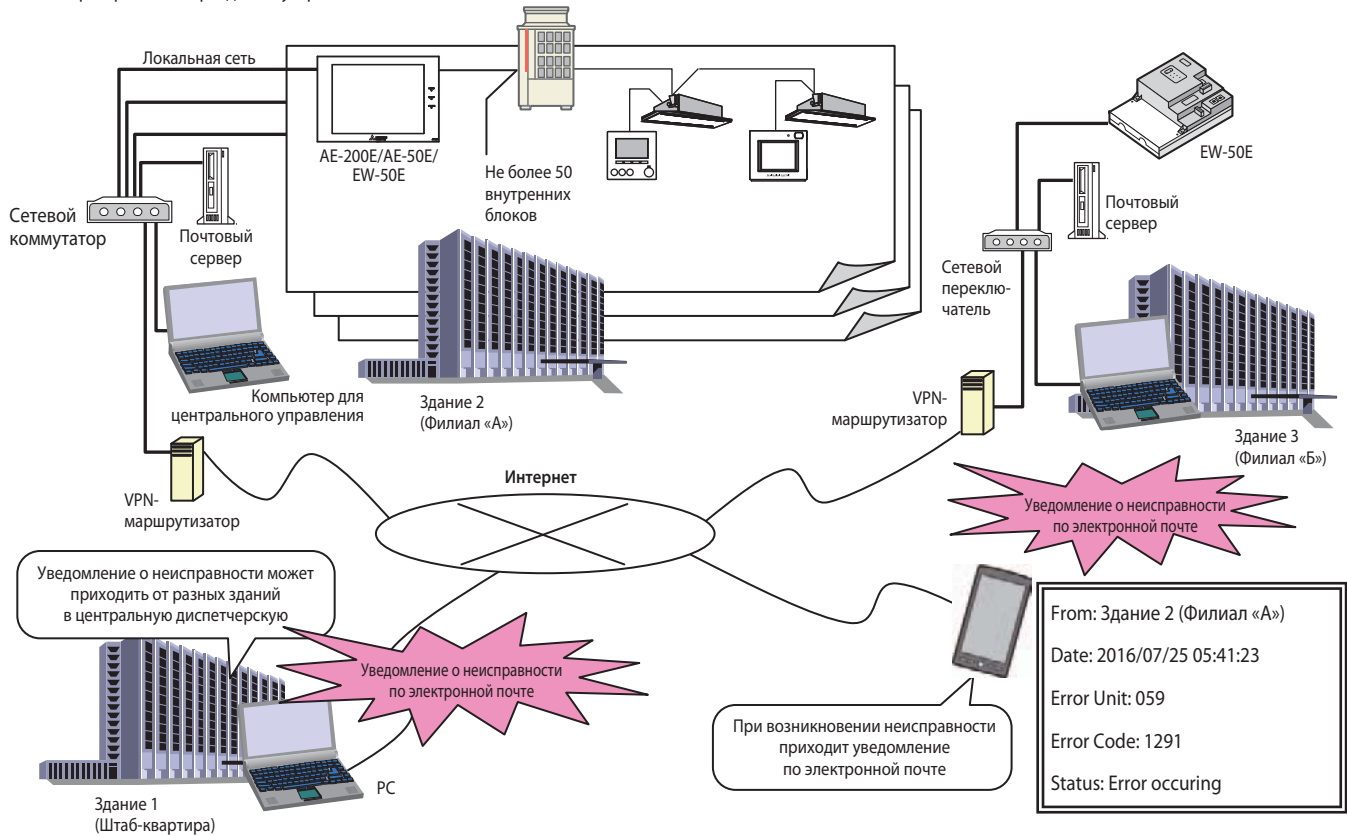 Локальная сеть
AE-200E/AE-50E/
EW-50E
Не более 50
внутренних
блоков
EW-50E
Сетевой
коммутатор
Почтовый
сервер
Почтовый
сервер
Сетевой
переклю-
чатель
Компьютер для
центрального управления
Здание 2
(Филиал «А»)
VPN-
маршрутизатор
Здание 3
(Филиал «Б»)
VPN-
маршрутизатор
Интернет
Уведомление о неисправности
по электронной почте
Уведомление о неисправности может
приходить от разных зданий
в центральную диспетчерскую
Уведомление о неисправности
по электронной почте
From: Здание 2 (Филиал «А»)
Date: 2016/07/25 05:41:23
Error Unit: 059
Error Code: 1291
Status: Error occuring
При возникновении неисправности
приходит уведомление
по электронной почте
PC
Здание 1
(Штаб-квартира)